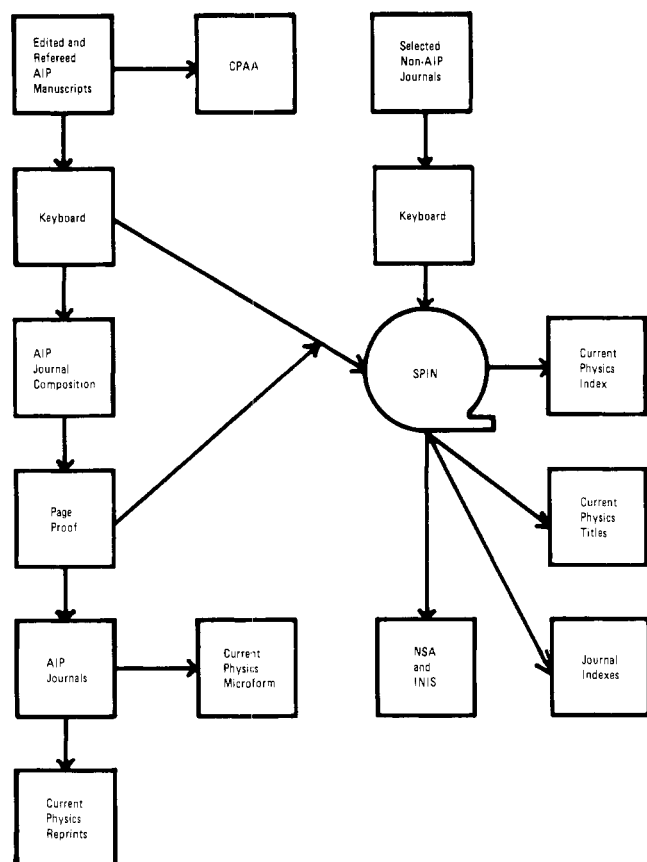 Edited and
Refereed
AIP
Manuscripts
CPAA
Selected
Non-AIP
Journals
Keyboard
Keyboard
AIP
Journal
Composition
SPIN
Current
Physics
Index
Page
Proof
Current
Physics
Titles
AIP
Journals
Current
Physics
Microform
NSA
and
INIS
Journal
Indexes
Current
Physics
Reprints